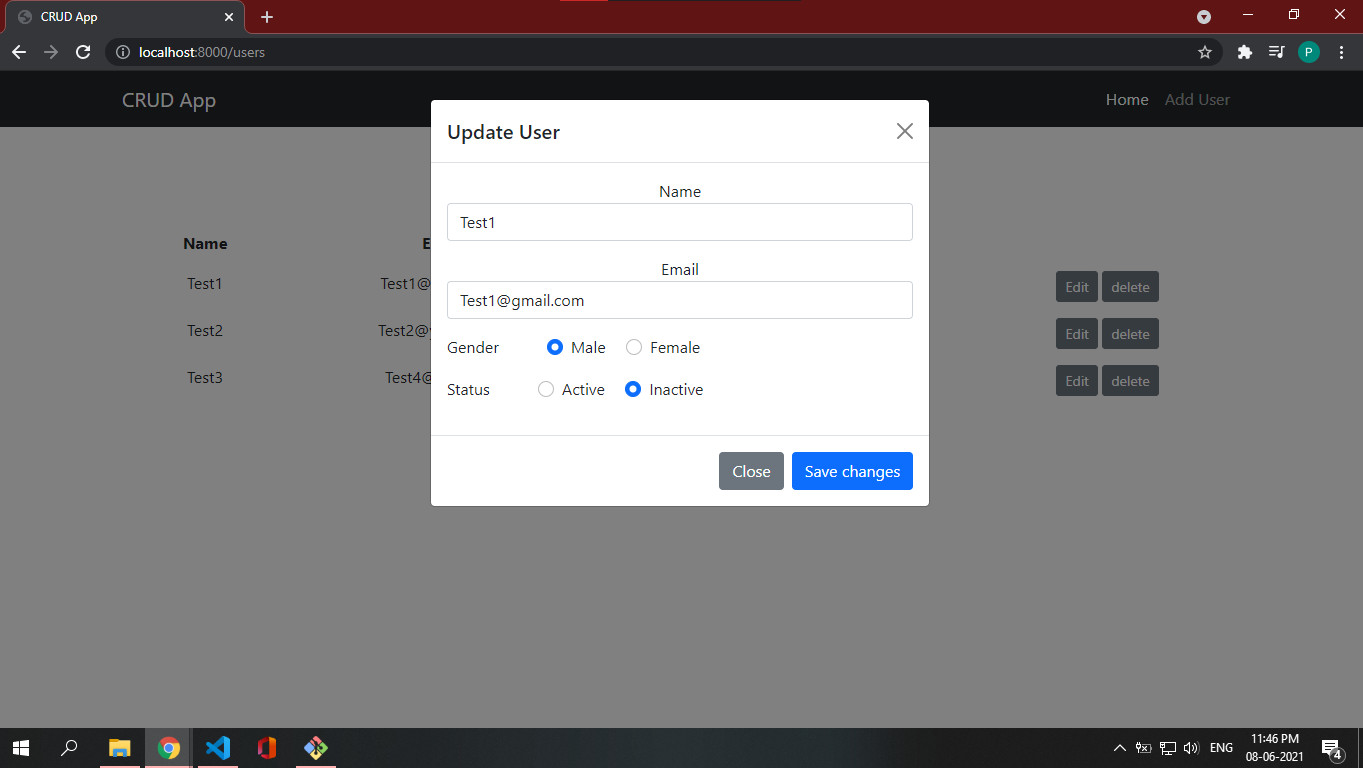 CRUD App
localhost:8000/users
P
CRUD App
Home Add User
Update User
Name
Test1
Email
Test1@gmail.com
Gender Male Female
Status Active Inactive
Close Save changes
Name E
Test1 Test1@ Edit delete
Test2 Test2@ Edit delete
Test3 Test4@ Edit delete
ENG
11:46 PM
08-06-2021
4